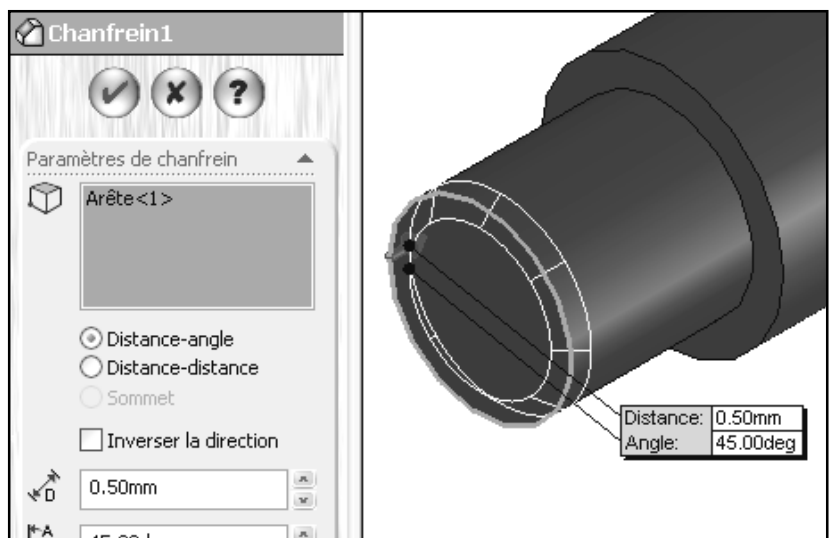 Chanfrein1
?
Paramètres de chanfrein
Arête<1>
Distance-angle
Distance-distance
Sommet
Inverser la direction
D
0.50mm
A
Distance: 0.50mm
Angle: 45.00deg